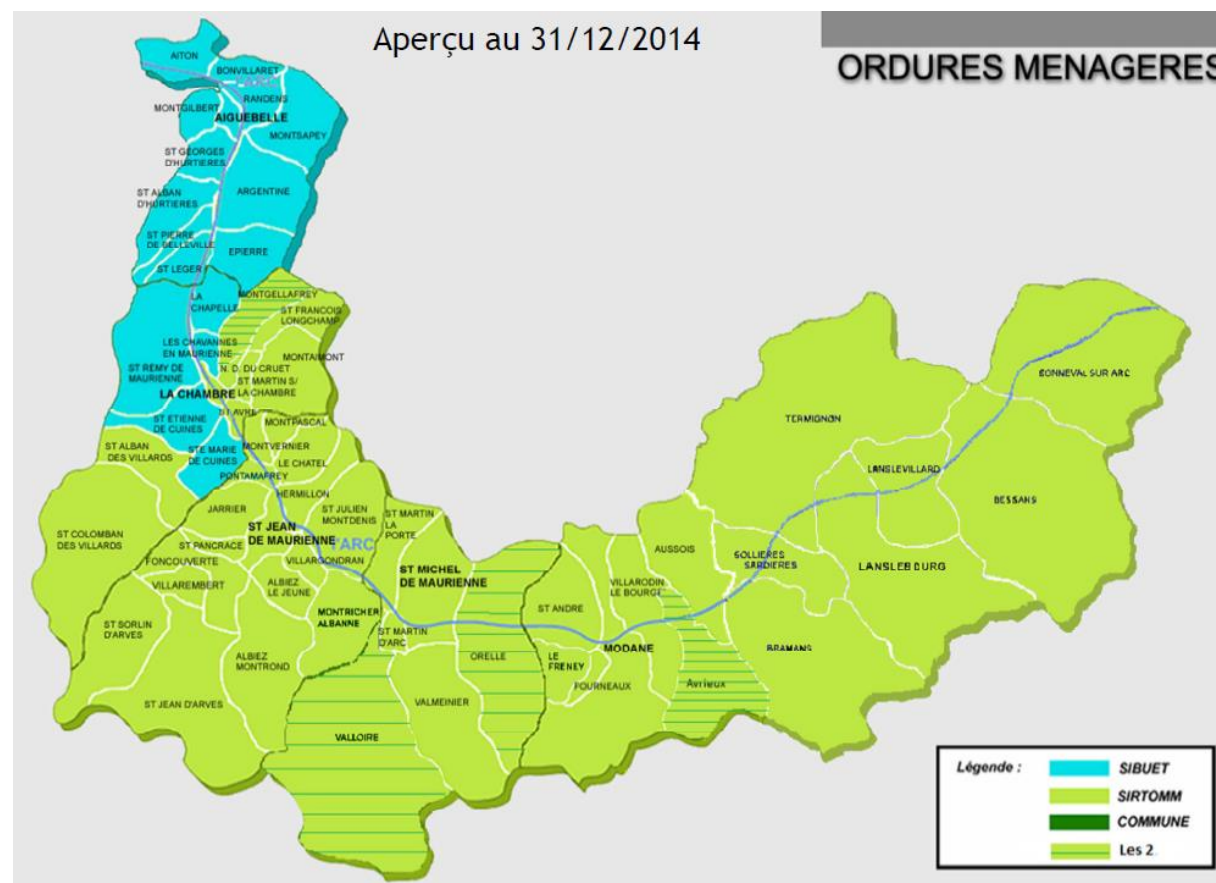 Aperçu au 31/12/2014
ORDURES MENAGERES
AITON
BONVILLARET
RANDENS
MONTGILBERT
AIGUEBELLE
MONTSAPEY
ST GEORGES
D'HURTIERES
ST ALBAN
D'HURTIERES
ARGENTINE
ST PIERRE
DE BELLEVILLE
EPIERRE
ST LEGER
LA
CHAPELLE
MONTGELLAFREY
ST FRANCOIS
LONGCHAMP
LES CHAVANNES
EN MAURIENNE
MONTAIMONT
ST REMY DE
MAURIENNE
N. D. DU CRUET
ST MARTIN S/
LA CHAMBRE
LA CHAMBRE
ST AVRE
ST ETIENNE
DE CUINES
MONTPASCAL
ST ALBAN
DES VILLARDS
STE MARIE
DE CUINES
MONTVERNIER
LE CHATEL
PONTAMAFREY
HERMILLON
JARRIER
ST JULIEN
MONTDENIS
ST MARTIN
LA
PORTE
ST COLOMBAN
DES VILLARDS
ST JEAN
DE MAURIENNE
l'ARC
ST PANCRACE
FONCOUVERTE
VILLARGONDRAN
VILLAREMBERT
ALBIEZ
LE JEUNE
ST MICHEL
DE MAURIENNE
MONTRICHER
ALBANNE
ST SORLIN
D'ARVES
ST MARTIN
D'ARC
ALBIEZ
MONTROND
ORELLE
ST JEAN D'ARVES
VALMEINIER
VALLOIRE
ST ANDRE
VILLARODIN
LE BOURGET
AUSSOIS
LE
FRENEY
MODANE
FOURNEAUX
Avrieux
SOLLIERES
SARDIERES
BRAMANS
TERMIGNON
LANSLEVILLARD
LANSLEBOURG
BESSANS
BONNEVAL SUR ARC
Légende :
SIBUET
SIRTOMM
COMMUNE
Les 2